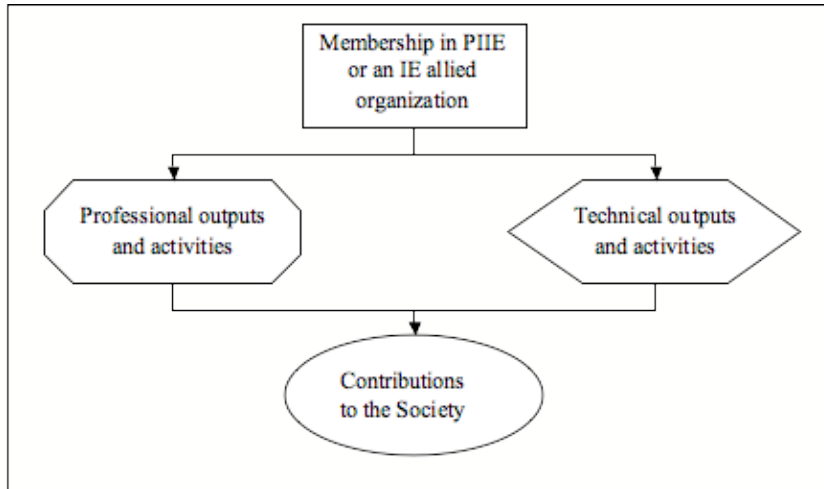 Membership in PIIE
or an IE allied
organization
Professional outputs
and activities
Technical outputs
and activities
Contributions
to the Society